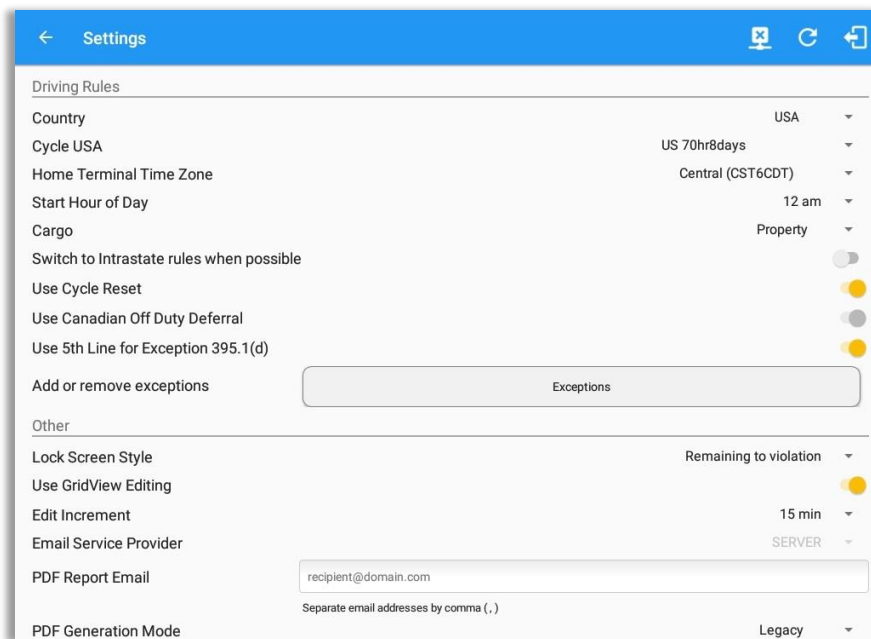 Settings
Driving Rules
Country USA
Cycle USA US 70hr8days
Home Terminal Time Zone Central (CST6CDT)
Start Hour of Day 12 am
Cargo Property
Switch to Intrastate rules when possible
Use Cycle Reset
Use Canadian Off Duty Deferral
Use 5th Line for Exception 395.1(d)
Add or remove exceptions Exceptions
Other
Lock Screen Style Remaining to violation
Use GridView Editing
Edit Increment 15 min
Email Service Provider SERVER
PDF Report Email recipient@domain.com
Separate email addresses by comma ( , )
PDF Generation Mode Legacy